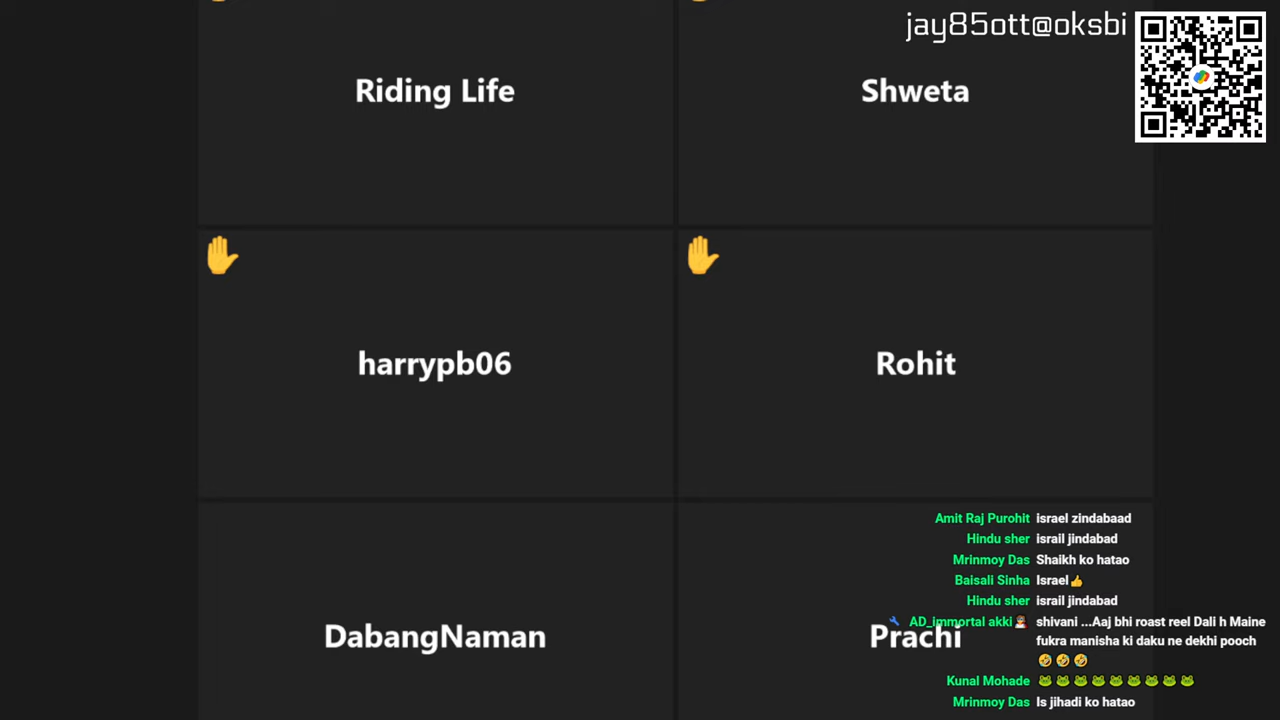 jay85ott@oksbi
Riding Life
Shweta
harrypb06
Rohit
DabangNaman
Prachi
Amit Raj Purohit israel zindabaad
Hindu sher israil jindabad
Mrinmoy Das Shaikh ko hatao
Baisali Sinha Israel👍
Hindu sher israil jindabad
AD_immortal akki shivani ...Aaj bhi roast reel Dali h Maine
fukra manisha ki daku ne dekhi pooch
🤣🤣🤣
Kunal Mohade 🐸🐸🐸🐸🐸🐸🐸🐸🐸
Mrinmoy Das Is jihadi ko hatao